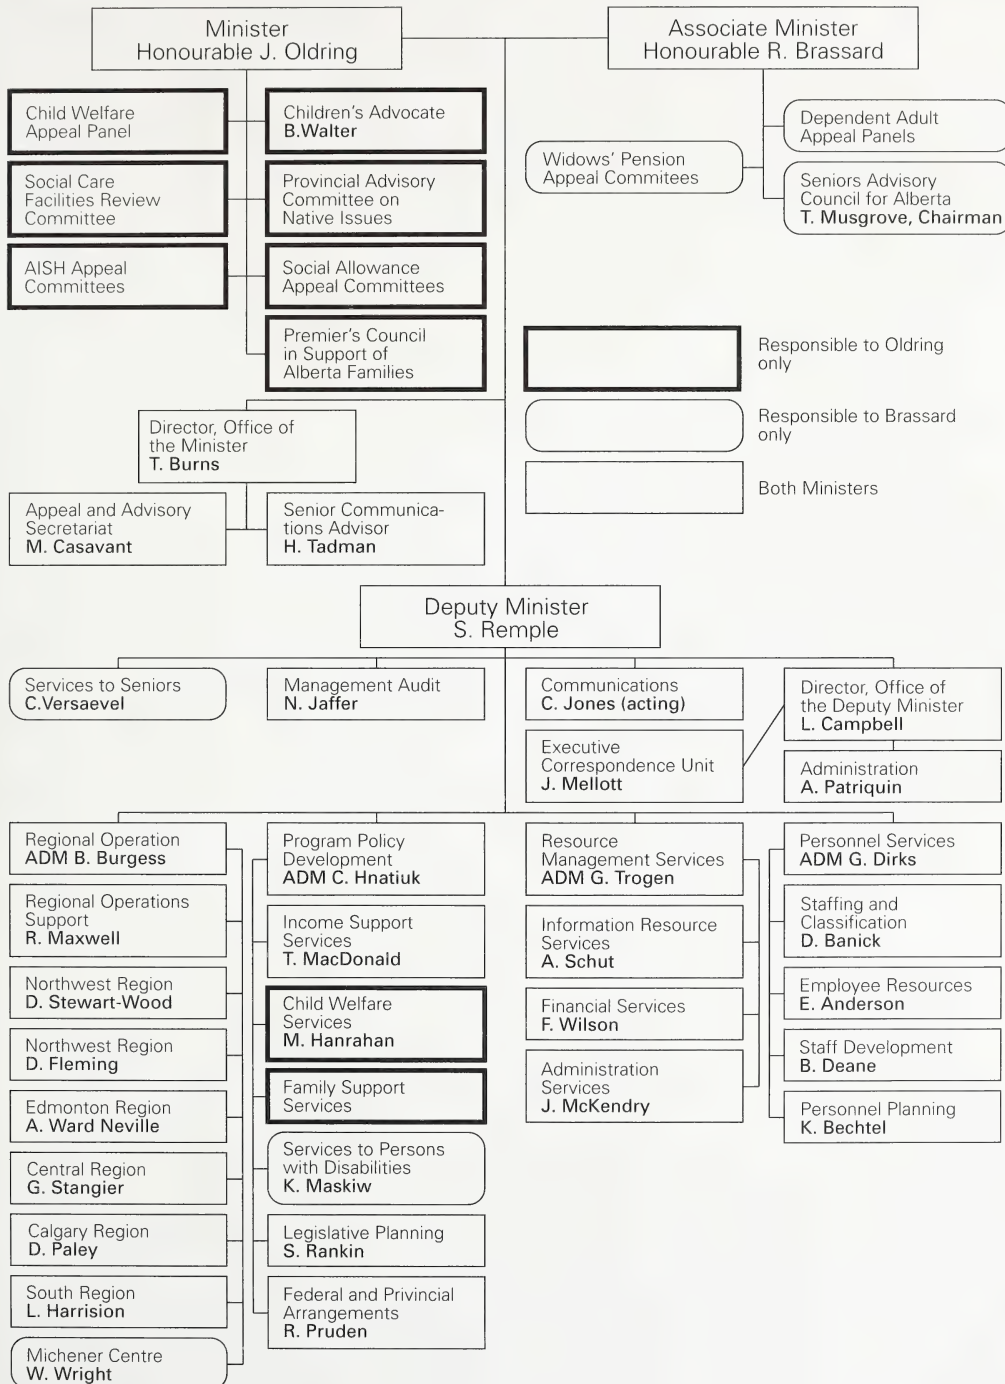 Minister
Honourable J. Oldring
Associate Minister
Honourable R. Brassard
Child Welfare
Appeal Panel
Children's Advocate
B.Walter
Social Care
Facilities Review
Committee
Provincial Advisory
Committee on
Native Issues
AISH Appeal
Committees
Social Allowance
Appeal Committees
Premier's Council
in Support of
Alberta Families
Widows' Pension
Appeal Commitees
Dependent Adult
Appeal Panels
Seniors Advisory
Council for Alberta
T. Musgrove, Chairman
Responsible to Oldring
only
Responsible to Brassard
only
Both Ministers
Director, Office of
the Minister
T. Burns
Appeal and Advisory
Secretariat
M. Casavant
Senior Communica-
tions Advisor
H. Tadman
Deputy Minister
S. Remple
Services to Seniors
C.Versaevel
Management Audit
N. Jaffer
Communications
C. Jones (acting)
Director, Office of
the Deputy Minister
L. Campbell
Executive
Correspondence Unit
J. Mellott
Administration
A. Patriquin
Regional Operation
ADM B. Burgess
Regional Operations
Support
R. Maxwell
Northwest Region
D. Stewart-Wood
Northwest Region
D. Fleming
Edmonton Region
A. Ward Neville
Central Region
G. Stangier
Calgary Region
D. Paley
South Region
L. Harrision
Michener Centre
W. Wright
Program Policy
Development
ADM C. Hnatiuk
Income Support
Services
T. MacDonald
Child Welfare
Services
M. Hanrahan
Family Support
Services
Services to Persons
with Disabilities
K. Maskiw
Legislative Planning
S. Rankin
Federal and Privincial
Arrangements
R. Pruden
Resource
Management Services
ADM G. Trogen
Information Resource
Services
A. Schut
Financial Services
F. Wilson
Administration
Services
J. McKendry
Personnel Services
ADM G. Dirks
Staffing and
Classification
D. Banick
Employee Resources
E. Anderson
Staff Development
B. Deane
Personnel Planning
K. Bechtel